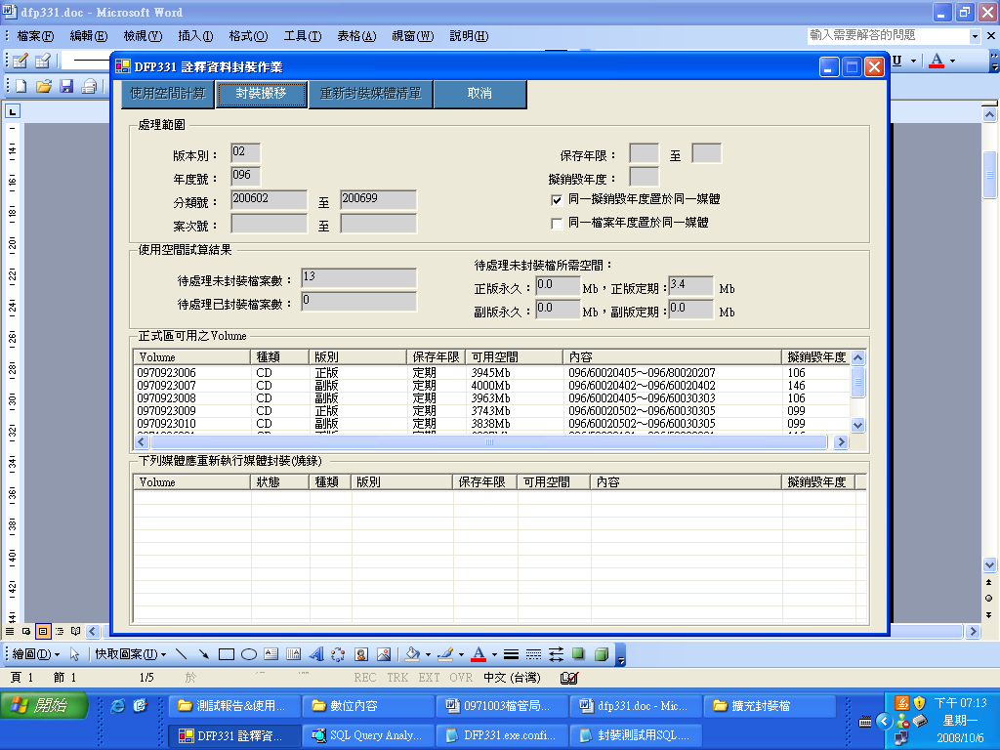 dfp331.doc - Microsoft Word
檔案(F) 編輯(E) 檢視(V) 插入(I) 格式(O) 工具(T) 表格(A) 視窗(W) 說明(H) 輸入需要解答的問題
DFP331 詮釋資料封裝作業
使用空間計算 封裝搬移 重新封裝媒體清單 取消
處理範圍
版本別： 02 保存年限： 至
年度號： 096 擬銷毀年度：
分類號： 200602 至 200699 同一擬銷毀年度置於同一媒體
案次號： 至 同一檔案年度置於同一媒體
使用空間試算結果
待處理未封裝檔所需空間：
待處理未封裝檔案數： 13 正版永久： 0.0 Mb，正版定期： 3.4 Mb
待處理已封裝檔案數： 0 副版永久： 0.0 Mb，副版定期： 0.0 Mb
正式區可用之Volume
Volume 種類 版別 保存年限 可用空間 內容 擬銷毀年度
0970923006 CD 正版 定期 3945Mb 096/60020405～096/80020207 106
0970923007 CD 副版 定期 4000Mb 096/60020402～096/60020402 146
0970923008 CD 副版 定期 3963Mb 096/60020405～096/60030303 106
0970923009 CD 正版 定期 3743Mb 096/60020502～096/60030305 099
0970923010 CD 副版 定期 3838Mb 096/60020502～096/60030305 099
下列媒體應重新執行媒體封裝(燒錄)
Volume 狀態 種類 版別 保存年限 可用空間 內容 擬銷毀年度
繪圖(D) 快取圖案(U)
頁 1 節 1 1/5 於 REC TRK EXT OVR 中文 (台灣)
開始 測試報告&使用... 數位內容 0971003檔管局... dfp331.doc - Mic... 擴充封裝檔 下午 07:13
星期一
DFP331 詮釋資... SQL Query Analy... DFP331.exe.confi... 封裝測試用SQL.... 2008/10/6